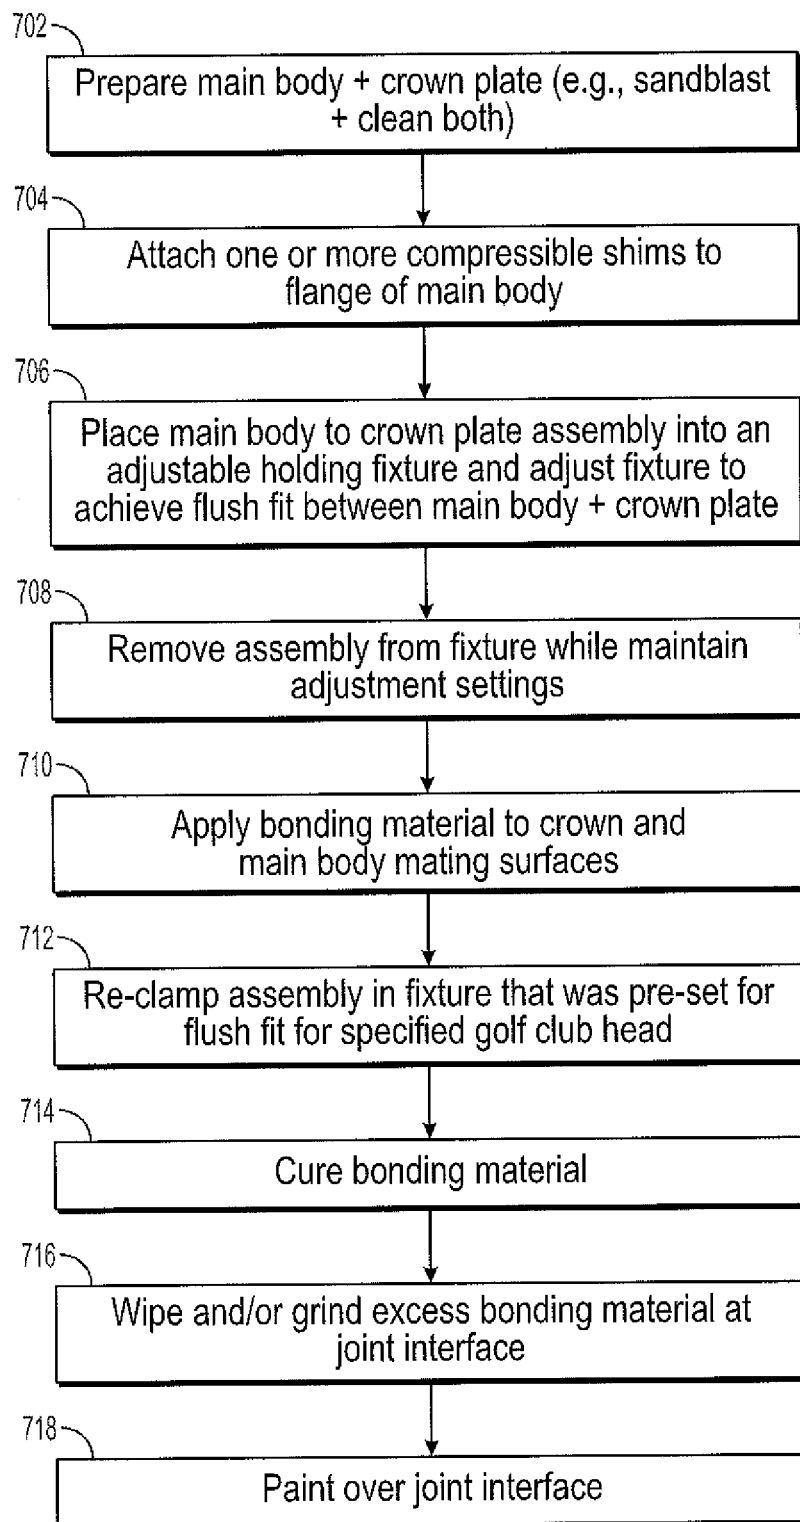 702
Prepare main body + crown plate (e.g., sandblast
+ clean both)
704
Attach one or more compressible shims to
flange of main body
706
Place main body to crown plate assembly into an
adjustable holding fixture and adjust fixture to
achieve flush fit between main body + crown plate
708
Remove assembly from fixture while maintain
adjustment settings
710
Apply bonding material to crown and
main body mating surfaces
712
Re-clamp assembly in fixture that was pre-set for
flush fit for specified golf club head
714
Cure bonding material
716
Wipe and/or grind excess bonding material at
joint interface
718
Paint over joint interface